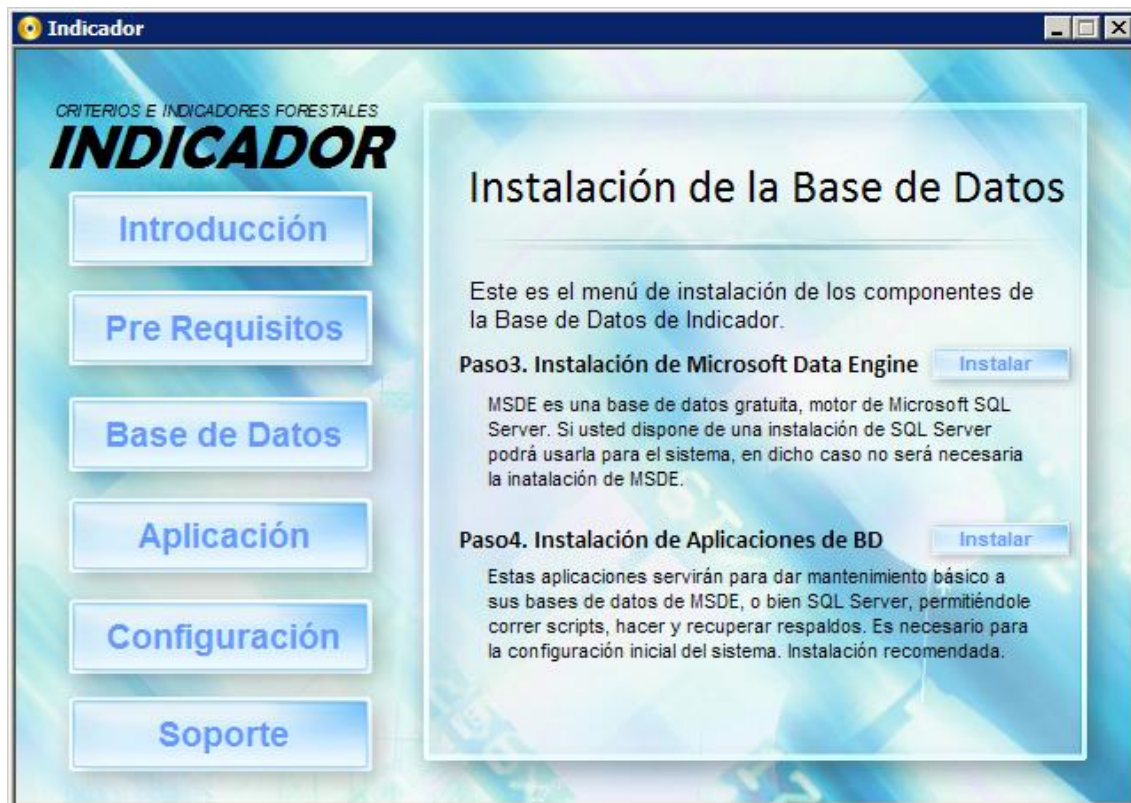 Indicador
CRITERIOS E INDICADORES FORESTALES
INDICADOR
Introducción
Pre Requisitos
Base de Datos
Aplicación
Configuración
Soporte
Instalación de la Base de Datos
Este es el menú de instalación de los componentes de
la Base de Datos de Indicador.
Paso3. Instalación de Microsoft Data Engine
Instalar
MSDE es una base de datos gratuita, motor de Microsoft SQL
Server. Si usted dispone de una instalación de SQL Server
podrá usarla para el sistema, en dicho caso no será necesaria
la inatalación de MSDE.
Paso4. Instalación de Aplicaciones de BD
Instalar
Estas aplicaciones servirán para dar mantenimiento básico a
sus bases de datos de MSDE, o bien SQL Server, permitiéndole
correr scripts, hacer y recuperar respaldos. Es necesario para
la configuración inicial del sistema. Instalación recomendada.